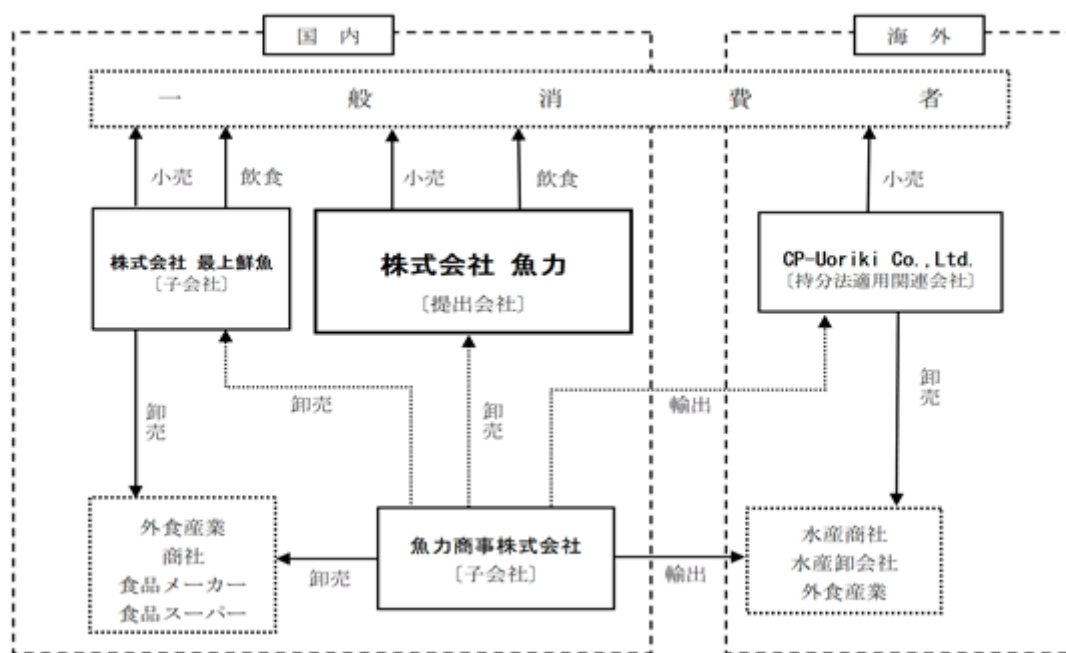 国内
海外
一般消費者
小売
飲食
小売
飲食
小売
株式会社 最上鮮魚
〔子会社〕
株式会社 魚力
〔提出会社〕
CP-Uoriki Co.,Ltd.
〔持分法適用関連会社〕
卸売
卸売
卸売
輸出
卸売
外食産業
商社
食品メーカー
食品スーパー
卸売
魚力商事株式会社
〔子会社〕
輸出
水産商社
水産卸会社
外食産業